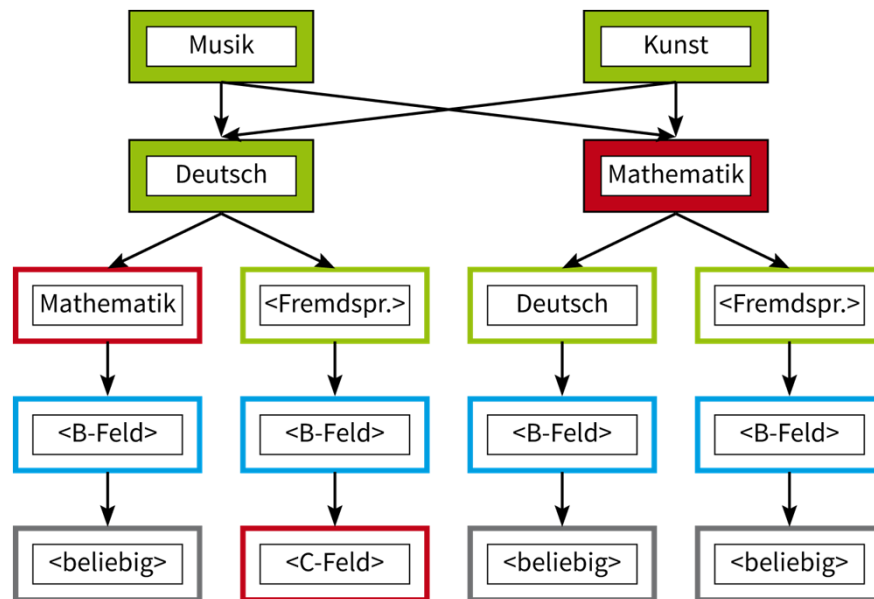 Musik
Kunst
Deutsch
Mathematik
Mathematik
<Fremdspr.>
Deutsch
<Fremdspr.>
<B-Feld>
<B-Feld>
<B-Feld>
<B-Feld>
<beliebig>
<C-Feld>
<beliebig>
<beliebig>